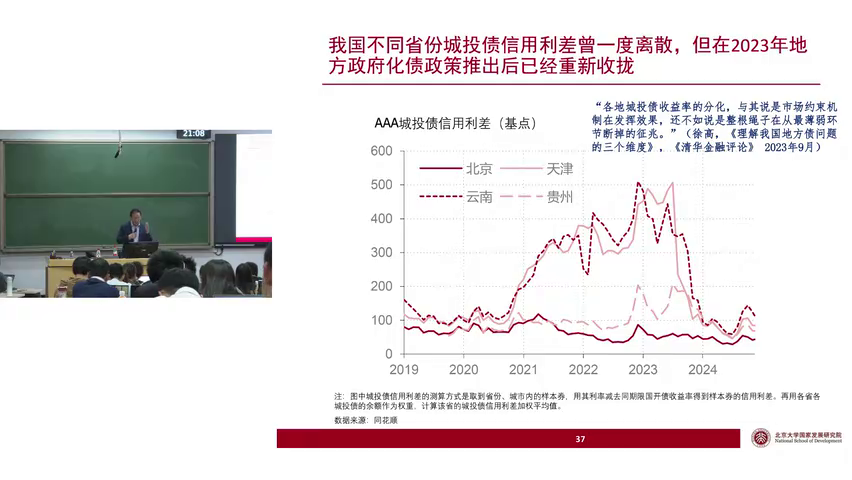 我国不同省份城投债信用利差曾一度离散，但在2023年地
方政府化债政策推出后已经重新收拢
“各地城投债收益率的分化，与其说是市场约束机
制在发挥效果，还不如说是整根绳子在从最薄弱环
节断掉的征兆。”（徐高，《理解我国地方债问题
的三个维度》，《清华金融评论》 2023年9月）
AAA城投债信用利差（基点）
600
500
400
300
200
100
0
北京
天津
云南
贵州
2019
2020
2021
2022
2023
2024
21:08
注：图中城投债信用利差的测算方式是取到省份、城市内的样本券，用其利率减去同期限国开债收益率得到样本券的信用利差。再用各省各
城投债的余额作为权重，计算该省的城投债信用利差加权平均值。
数据来源：同花顺
37
北京大学国家发展研究院
National School of Development